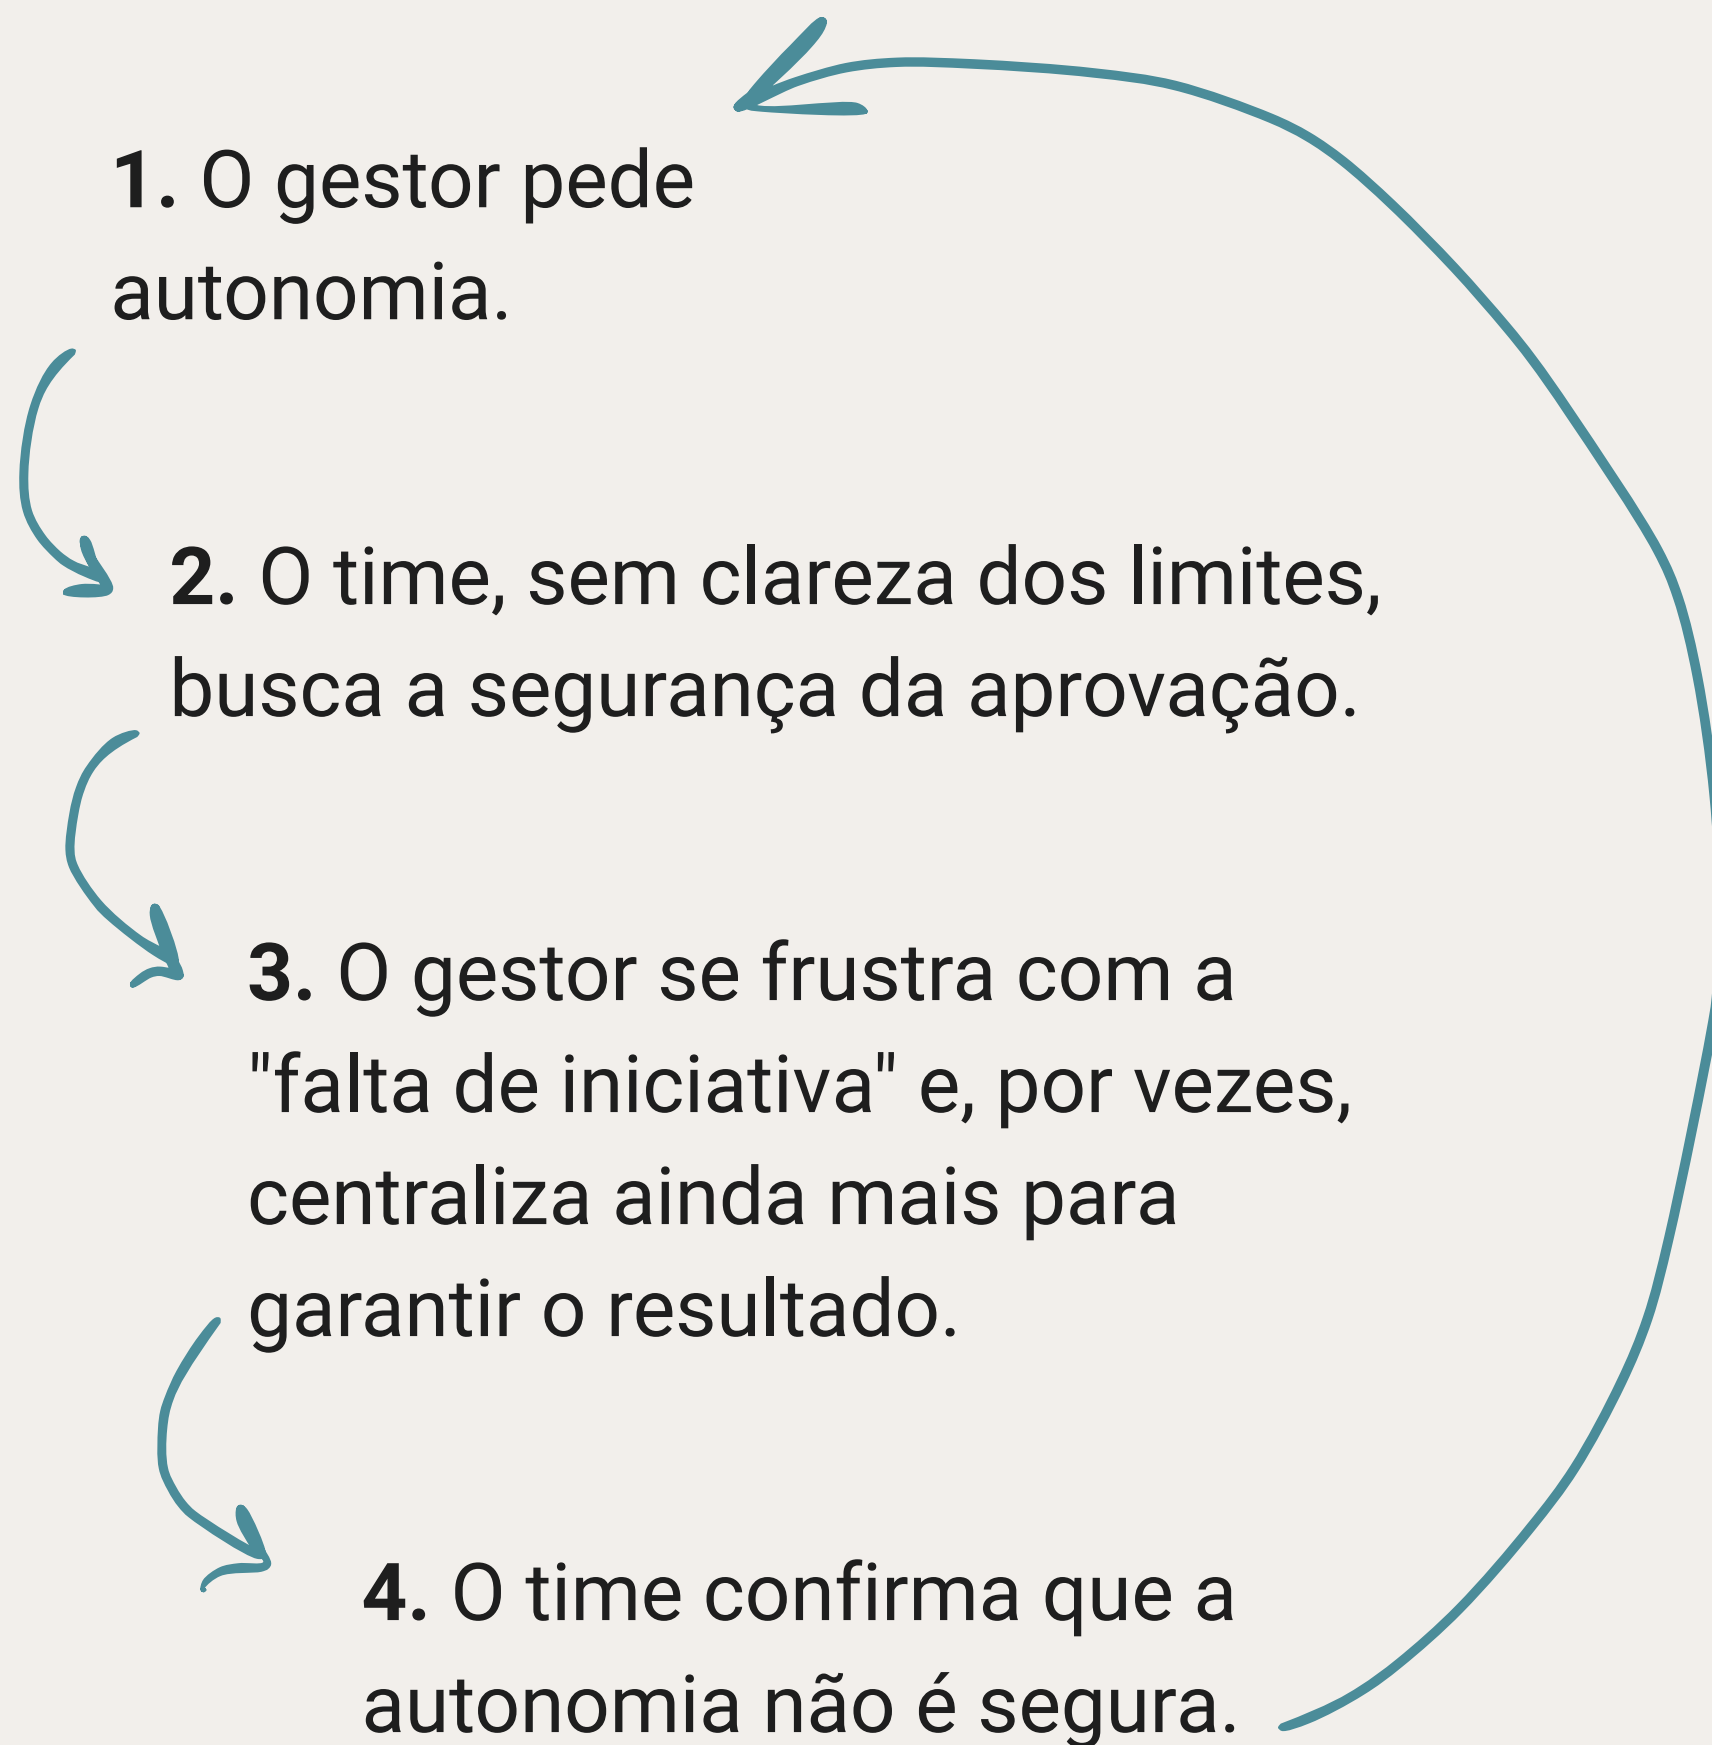 1. O gestor pede
autonomia.
2. O time, sem clareza dos limites,
busca a segurança da aprovação.
3. O gestor se frustra com a
"falta de iniciativa" e, por vezes,
centraliza ainda mais para
garantir o resultado.
4. O time confirma que a
autonomia não é segura.